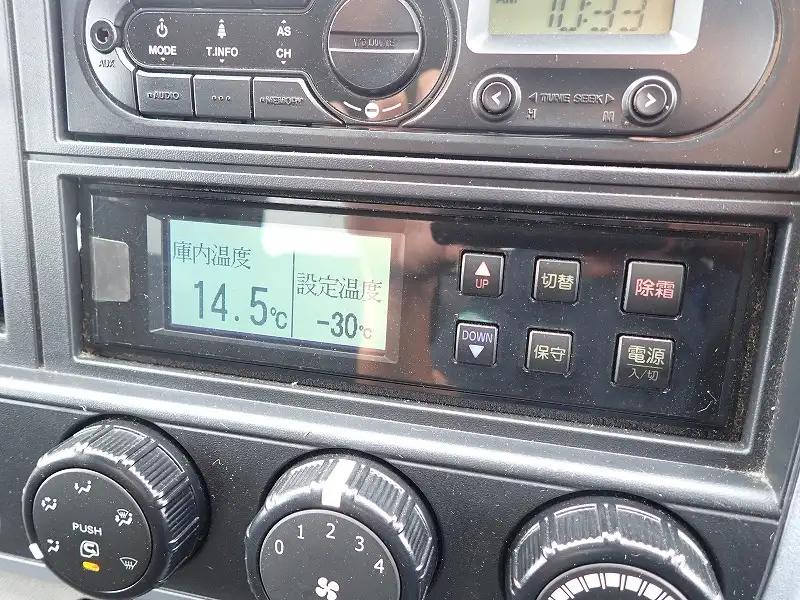 10:33
MODE
T.INFO
AS
CH
VOLUME
AUX
AUDIO
MEMORY
TUNE SEEK
庫内温度
14.5℃
設定温度
-30℃
UP
切替
除霜
DOWN
保守
電源
入/切
PUSH
0 1 2 3 4